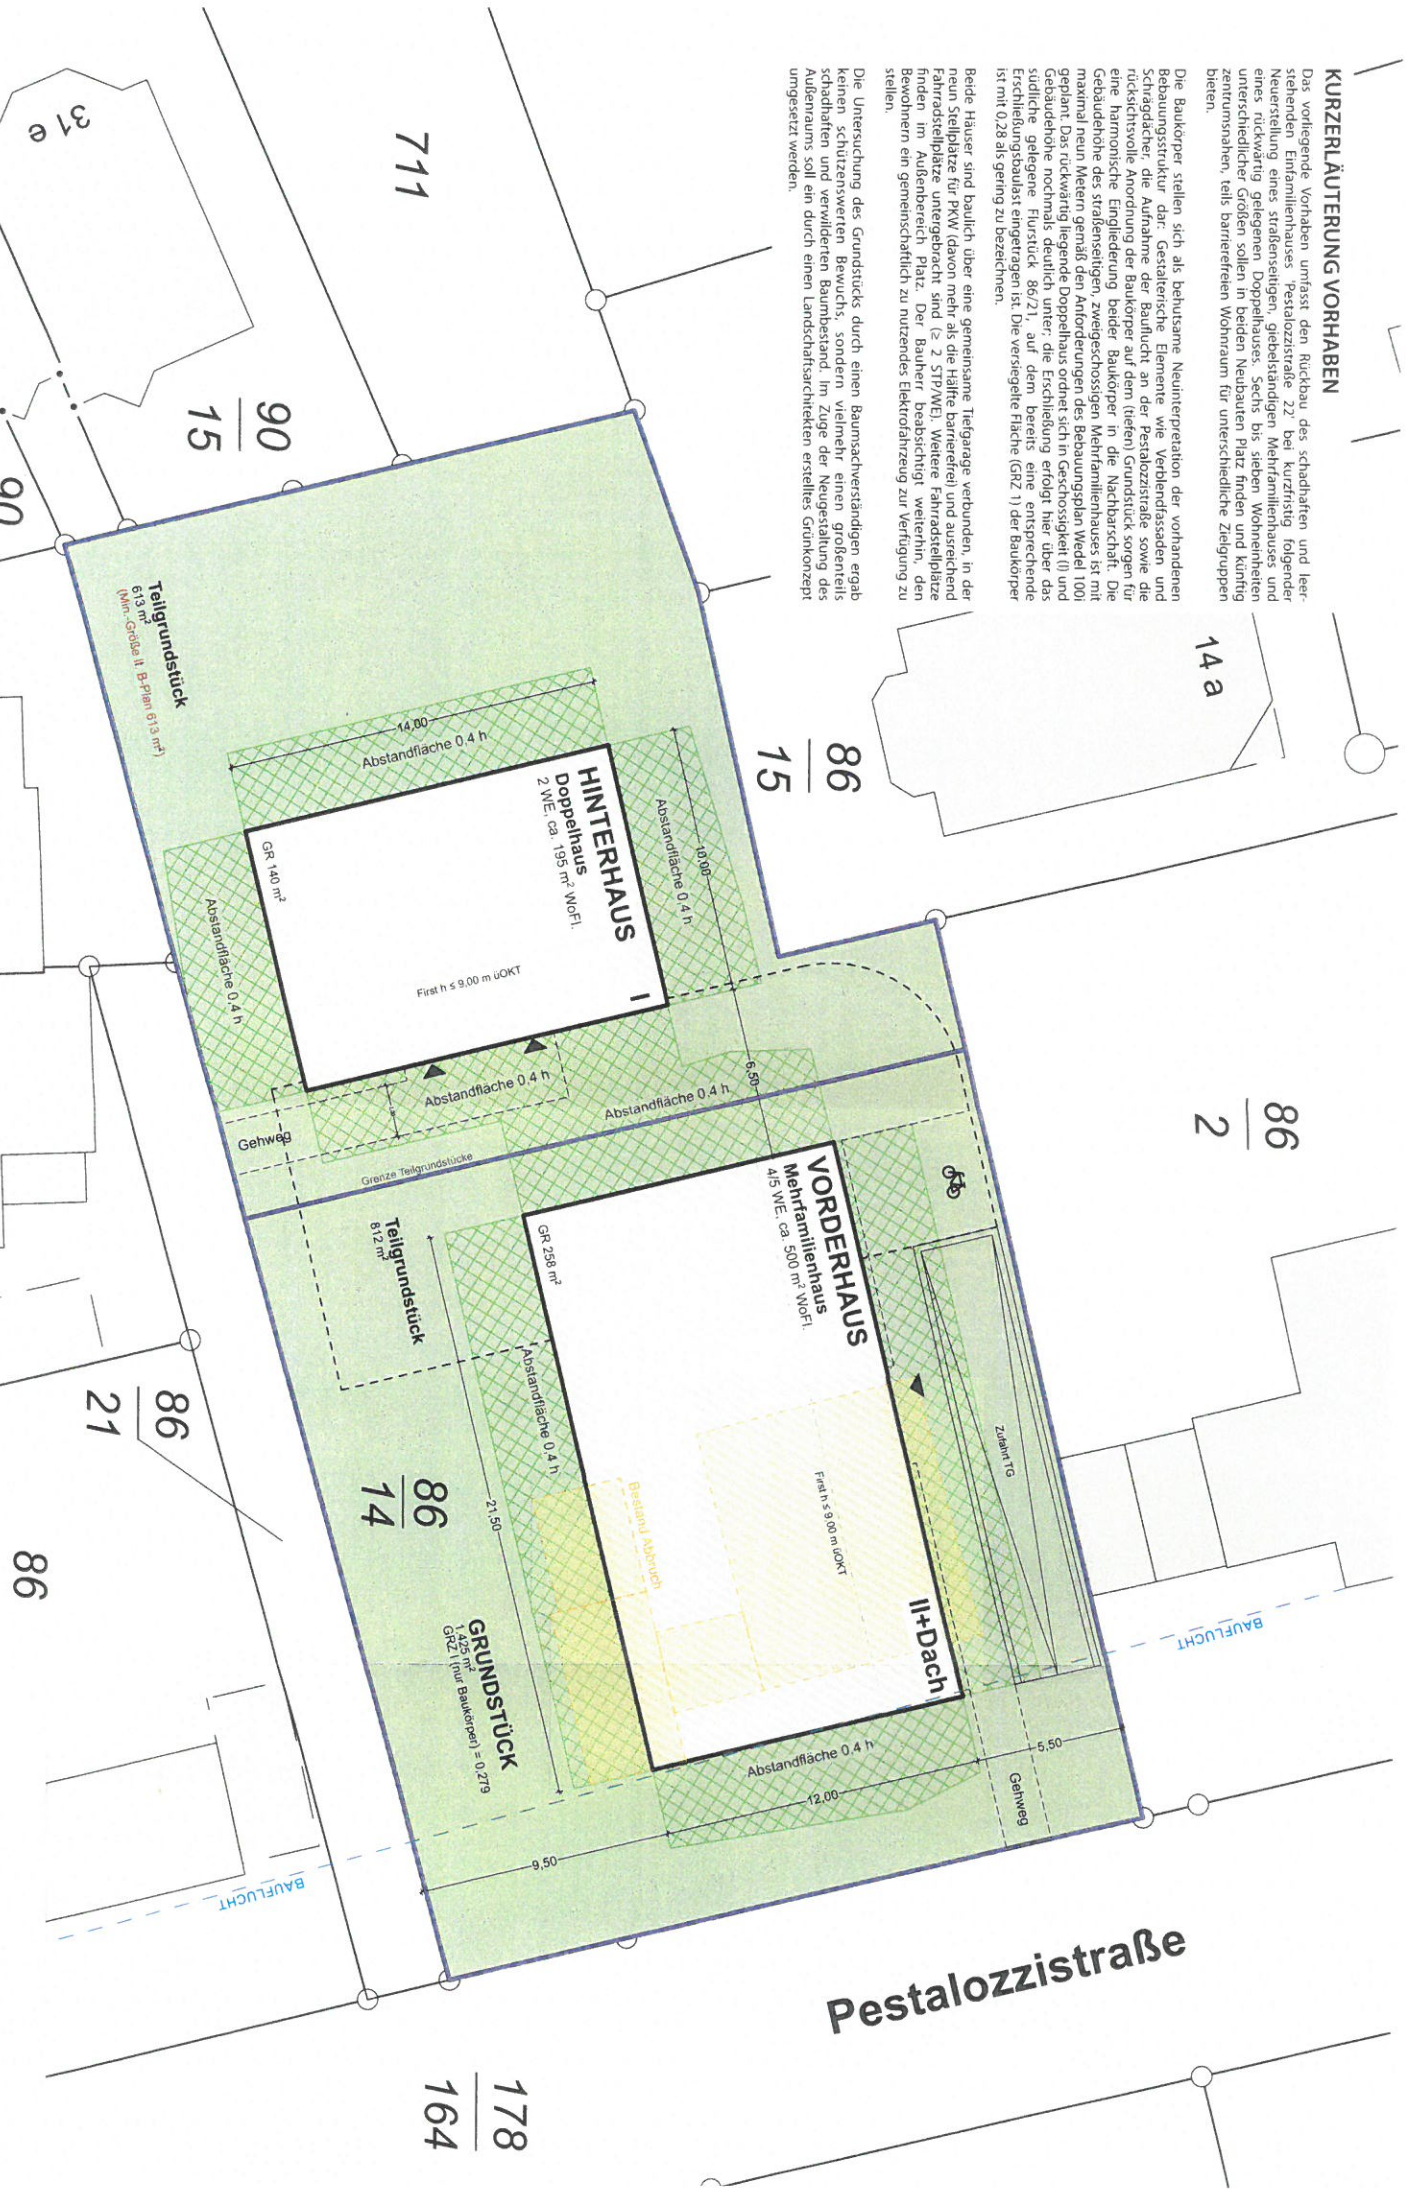 KURZERLÄUTERUNG VORHABEN
Das vorliegende Vorhaben umfasst den Rückbau des schadhaften und leer-
stehenden Einfamilienhauses 'Pestalozzistraße 22' bei kurzfristig folgender
Neuerstellung eines straßenseitigen, giebelständigen Mehrfamilienhauses und
eines rückwärtig gelegenen Doppelhauses. Sechs bis sieben Wohneinheiten
unterschiedlicher Größen sollen in beiden Neubauten Platz finden und künftig
zentrumsnahen, teils barrierefreien Wohnraum für unterschiedliche Zielgruppen
bieten.
Die Baukörper stellen sich als behutsame Neuinterpretation der vorhandenen
Bebauungsstruktur dar: Gestalterische Elemente wie Verblendfassaden und
Schrägdächer, die Aufnahme der Bauflucht an der Pestalozzistraße sowie die
rücksichtsvolle Anordnung der Baukörper auf dem (tiefen) Grundstück sorgen für
eine harmonische Eingliederung beider Baukörper in die Nachbarschaft. Die
Gebäudehöhe des straßenseitigen, zweigeschossigen Mehrfamilienhauses ist mit
maximal neun Metern gemäß den Anforderungen des Bebauungsplan Wedel 100i
geplant. Das rückwärtig liegende Doppelhaus ordnet sich in Geschossigkeit (I) und
Gebäudehöhe nochmals deutlich unter; die Erschließung erfolgt hier über das
südliche gelegene Flurstück 86/21, auf dem bereits eine entsprechende
Erschließungsbaulast eingetragen ist. Die versiegelte Fläche (GRZ 1) der Baukörper
ist mit 0,28 als gering zu bezeichnen.
Beide Häuser sind baulich über eine gemeinsame Tiefgarage verbunden, in der
neun Stellplätze für PKW (davon mehr als die Hälfte barrierefrei) und ausreichend
Fahrradstellplätze untergebracht sind (≥ 2 STP/WE). Weitere Fahrradstellplätze
finden im Außenbereich Platz. Der Bauherr beabsichtigt weiterhin, den
Bewohnern ein gemeinschaftlich zu nutzendes Elektrofahrzeug zur Verfügung zu
stellen.
Die Untersuchung des Grundstücks durch einen Baumsachverständigen ergab
keinen schützenswerten Bewuchs, sondern vielmehr einen großenteils
schadhaften und verwilderten Baumbestand. Im Zuge der Neugestaltung des
Außenraums soll ein durch einen Landschaftsarchitekten erstelltes Grünkonzept
umgesetzt werden.
14 a
86
15
86
2
711
31 e
90
15
90
Teilgrundstück
613 m²
(Min.-Größe lt. B-Plan 613 m²)
14,00
Abstandfläche 0,4 h
10,00
Abstandfläche 0,4 h
HINTERHAUS
Doppelhaus
2 WE, ca. 195 m² WoFl.
I
GR 140 m²
First h ≤ 9,00 m üOKT
Abstandfläche 0,4 h
Abstandfläche 0,4 h
6,50
Abstandfläche 0,4 h
Gehweg
Grenze Teilgrundstücke
VORDERHAUS
Mehrfamilienhaus
4/5 WE, ca. 500 m² WoFl.
II+Dach
GR 258 m²
First h ≤ 9,00 m üOKT
Bestand Abbruch
Zufahrt TG
Teilgrundstück
812 m²
Abstandfläche 0,4 h
21,50
86
14
86
21
86
GRUNDSTÜCK
1.425 m²
GRZ I (nur Baukörper) = 0,279
Abstandfläche 0,4 h
12,00
5,50
9,50
Gehweg
BAUFLUCHT
BAUFLUCHT
Pestalozzistraße
178
164